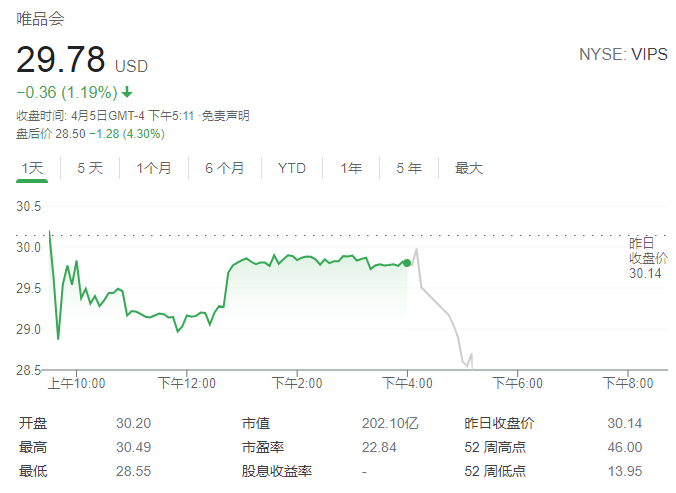 唯品会
29.78 USD
NYSE: VIPS
−0.36 (1.19%)
收盘时间: 4月5日GMT-4 下午5:11 ·免责声明
盘后价 28.50 −1.28 (4.30%)
1天 5 天 1个月 6 个月 YTD 1年 5 年 最大
30.5
30.0
29.5
29.0
28.5
昨日
收盘价
30.14
上午10:00 下午12:00 下午2:00 下午4:00 下午6:00 下午8:00
开盘 30.20 市值 202.10亿 昨日收盘价 30.14
最高 30.49 市盈率 22.84 52 周高点 46.00
最低 28.55 股息收益率 - 52 周低点 13.95